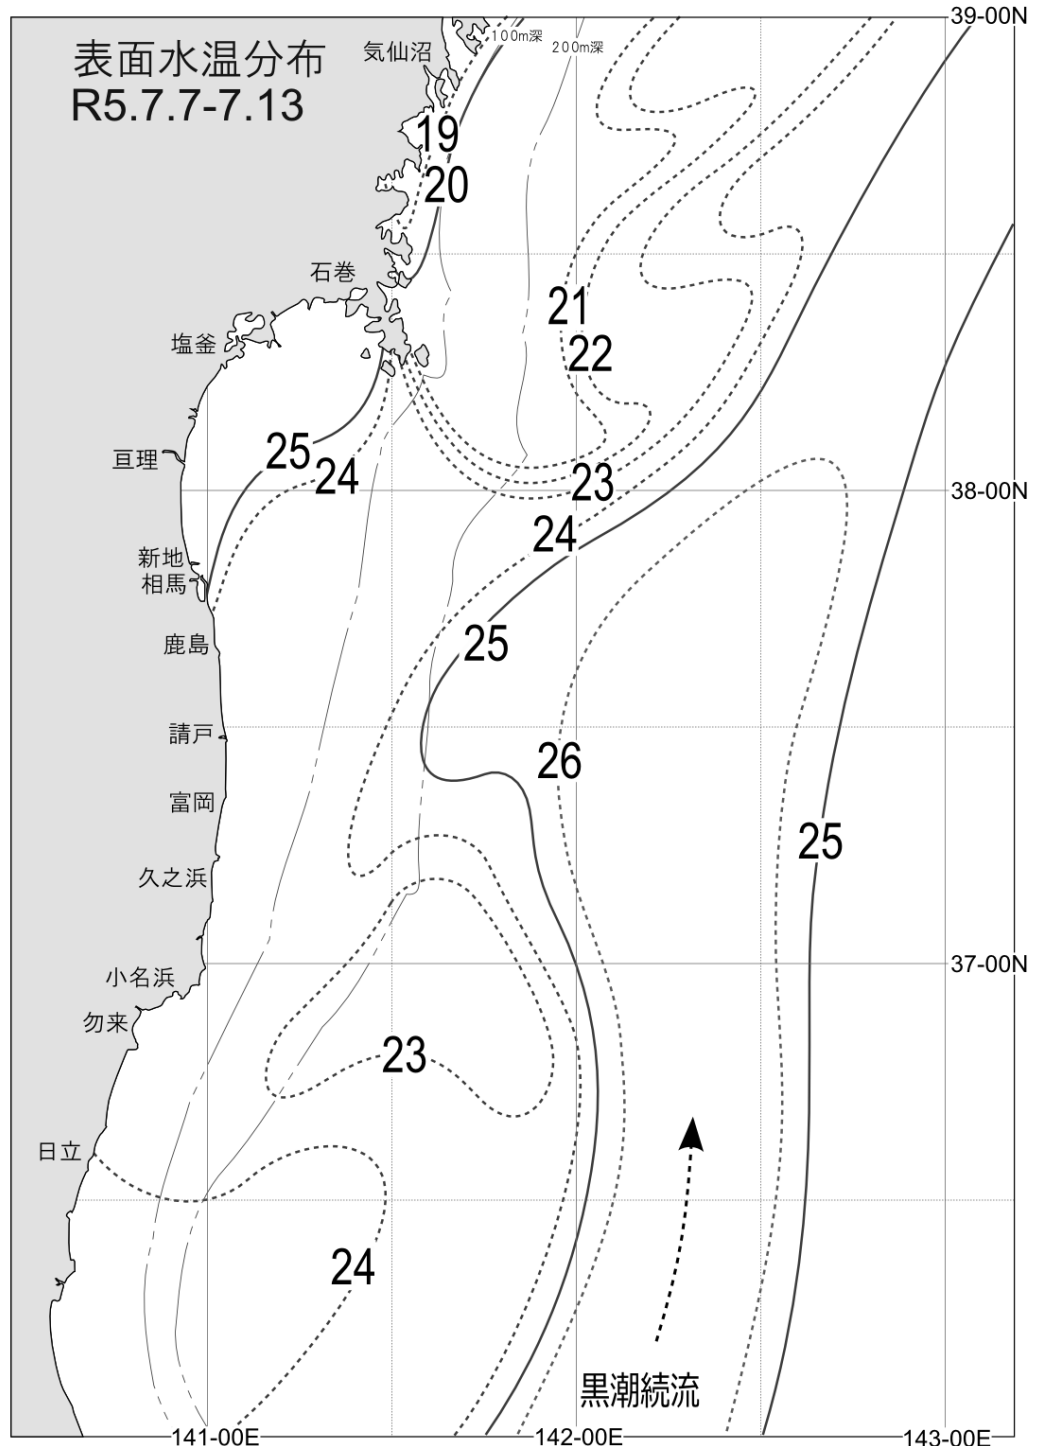 39-00N
100m深
200m深
表面水温分布
R5.7.7-7.13
気仙沼
19
20
石巻
21
塩釜
22
25
亘理
24
23
38-00N
24
新地
相馬
鹿島
25
請戸
26
富岡
25
久之浜
37-00N
小名浜
勿来
23
日立
24
黒潮続流
141-00E
142-00E
143-00E